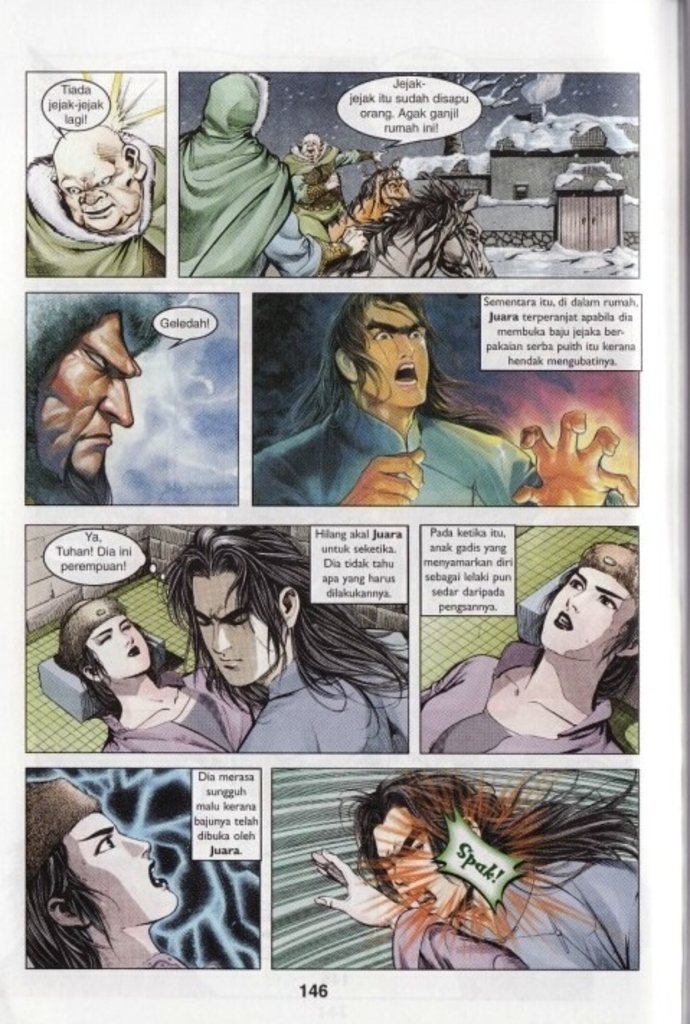 Tiada
jejak-jejak
lagi!
Jejak-
jejak itu sudah disapu
orang. Agak ganjil
rumah ini!
Geledah!
Sementara itu, di dalam rumah,
Juara terperanjat apabila dia
membuka baju jejaka ber-
pakaian serba puith itu kerana
hendak mengubatinya.
Ya,
Tuhan! Dia ini
perempuan!
Hilang akal Juara
untuk seketika.
Dia tidak tahu
apa yang harus
dilakukannya.
Pada ketika itu,
anak gadis yang
menyamarkan diri
sebagai lelaki pun
sedar daripada
pengsannya.
Dia merasa
sungguh
malu kerana
bajunya telah
dibuka oleh
Juara.
Spak!
146